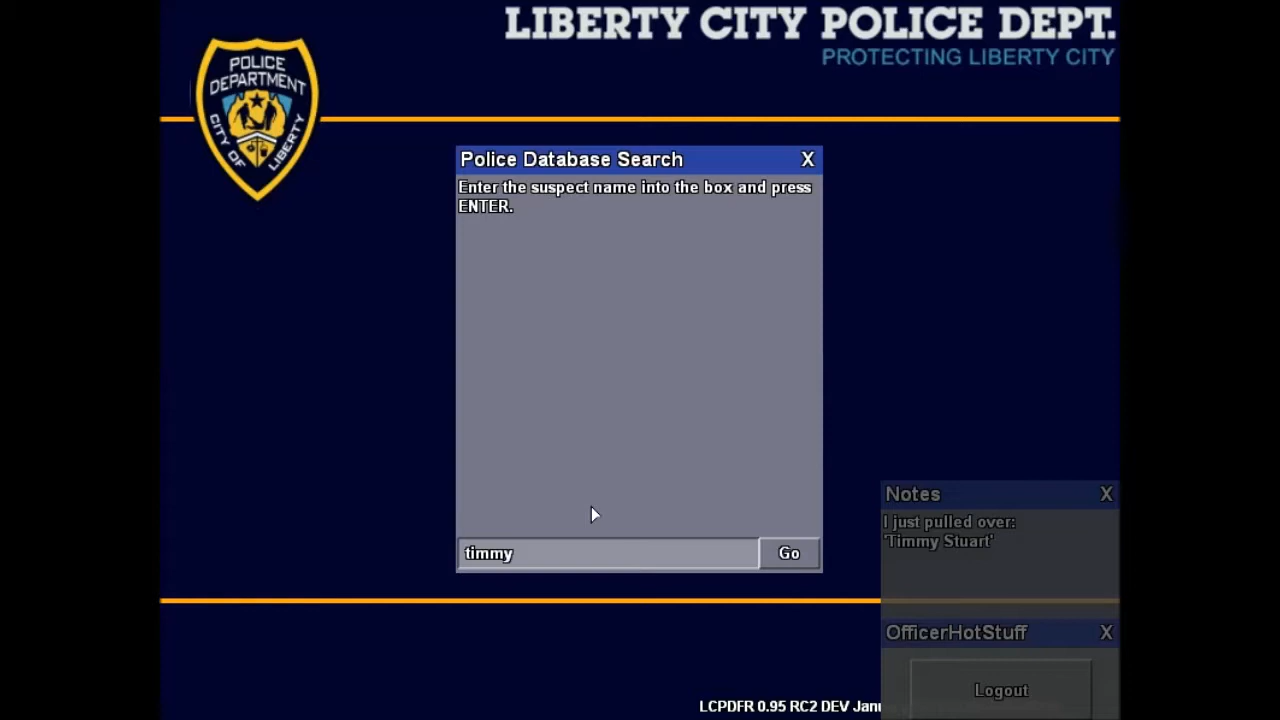 LIBERTY CITY POLICE DEPT.
PROTECTING LIBERTY CITY
POLICE
DEPARTMENT
CITY OF
LIBERTY
Police Database Search X
Enter the suspect name into the box and press
ENTER.
timmy Go
Notes X
I just pulled over:
'Timmy Stuart'
OfficerHotStuff X
Logout
LCPDFR 0.95 RC2 DEV Janu